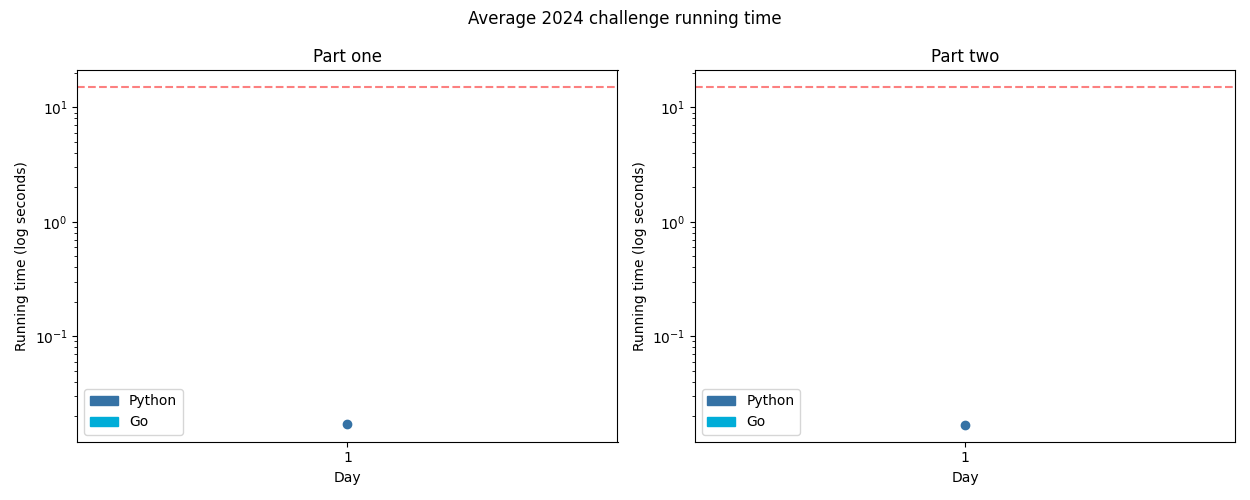 Average 2024 challenge running time
Part one
Running time (log seconds)
10¹
10⁰
10⁻¹
Python
Go
1
Day
Part two
Running time (log seconds)
10¹
10⁰
10⁻¹
Python
Go
1
Day